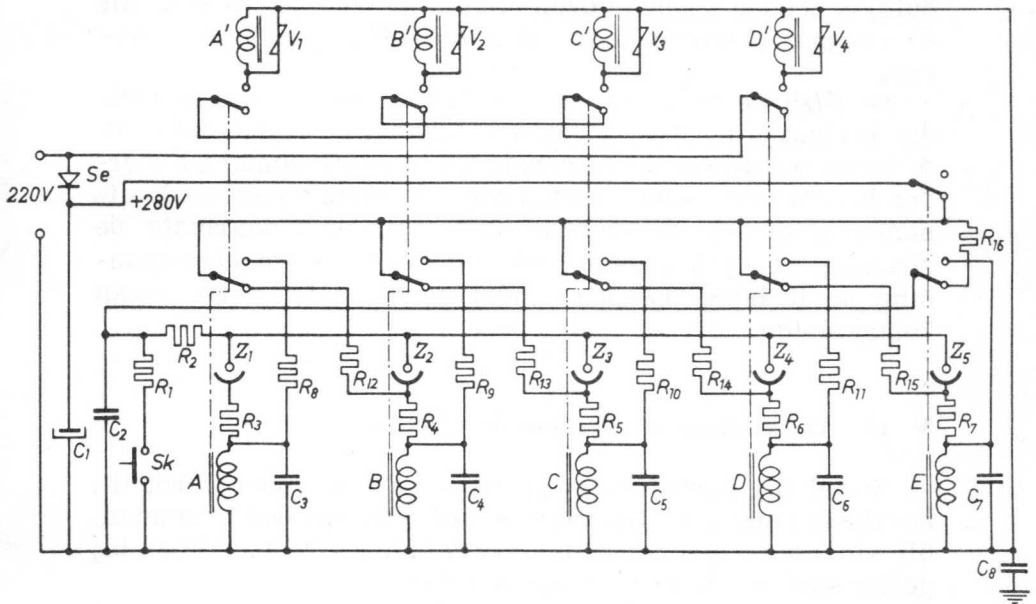 A' V1 B' V2 C' V3 D' V4
Se
220V +280V
R16
R2 Z1 Z2 Z3 Z4 Z5
R1 R8 R12 R9 R13 R10 R14 R11 R15
C2 R3 R4 R5 R6 R7
C1 Sk A C3 B C4 C C5 D C6 E C7
C8